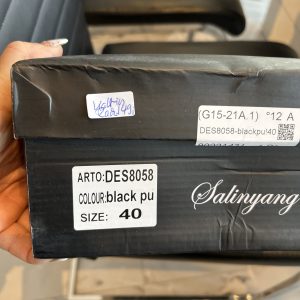 (G15-21A.1) °12 A
DES8058-blackpu/40
ARTO:DES8058
COLOUR:black pu
SIZE: 40
Salinyang